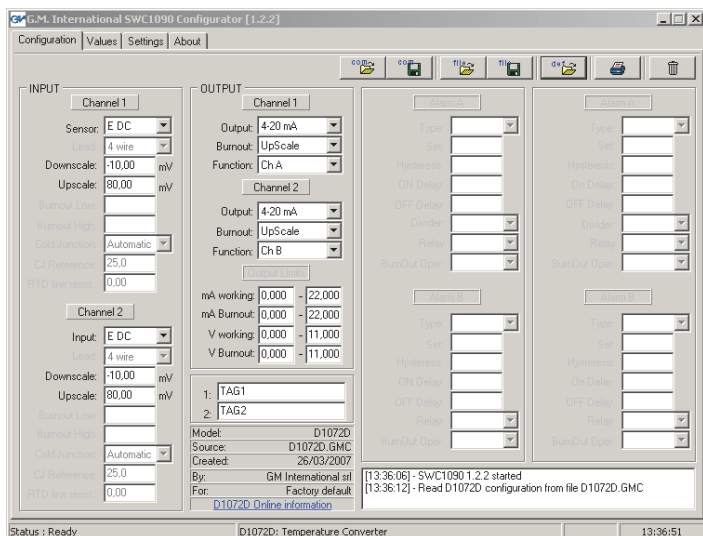 G.M. International SWC1090 Configurator [1.2.2]
Configuration Values Settings About
com com file file def
INPUT
Channel 1
Sensor: E DC
Lead: 4 wire
Downscale: -10,00 mV
Upscale: 80,00 mV
Burnout Low:
Burnout High:
Cold Junction: Automatic
CJ Reference: 25,0
RTD line resist.: 0,00
Channel 2
Input: E DC
Lead: 4 wire
Downscale: -10,00 mV
Upscale: 80,00 mV
Burnout Low:
Burnout High:
Cold Junction: Automatic
CJ Reference: 25,0
RTD line resist.: 0,00
OUTPUT
Channel 1
Output: 4-20 mA
Burnout: UpScale
Function: Ch A
Channel 2
Output: 4-20 mA
Burnout: UpScale
Function: Ch B
Output Limits
mA working: 0,000 - 22,000
mA Burnout: 0,000 - 22,000
V working: 0,000 - 11,000
V Burnout: 0,000 - 11,000
1: TAG1
2: TAG2
Model: D1072D
Source: D1072D.GMC
Created: 26/03/2007
By: GM International srl
For: Factory default
D1072D Online information
Alarm A
Type:
Set:
Hysteresis:
ON Delay:
OFF Delay:
Divider:
Relay:
BurnOut Oper:
Alarm B
Type:
Set:
Hysteresis:
ON Delay:
OFF Delay:
Relay:
BurnOut Oper:
Alarm A
Type:
Set:
Hysteresis:
On Delay:
OFF Delay:
Divider:
Relay:
BurnOut Oper:
Alarm B
Type:
Set:
Hysteresis:
On Delay:
OFF Delay:
Relay:
BurnOut Oper:
[13:36:06] - SWC1090 1.2.2 started
[13:36:12] - Read D1072D configuration from file D1072D.GMC
Status : Ready
D1072D: Temperature Converter
13:36:51